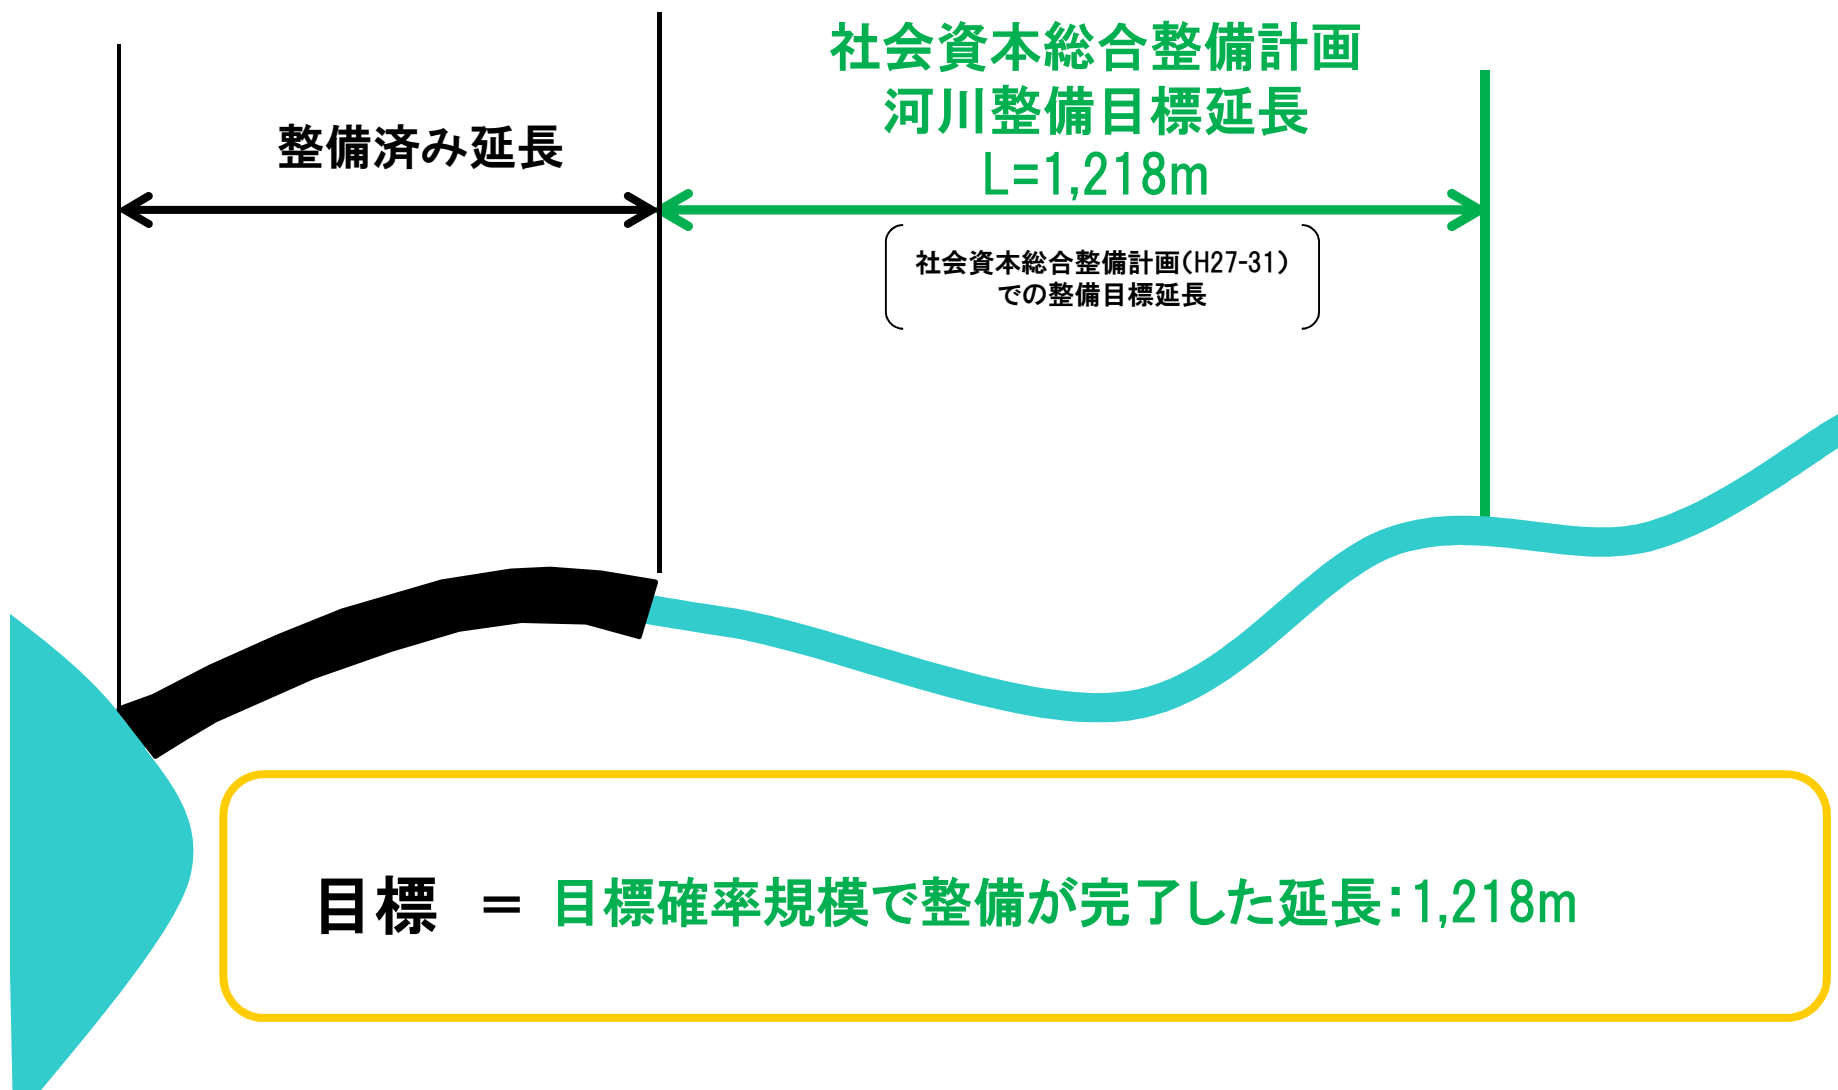 社会資本総合整備計画
河川整備目標延長
L=1,218m
整備済み延長
社会資本総合整備計画(H27-31)
での整備目標延長
目標 = 目標確率規模で整備が完了した延長:1,218m